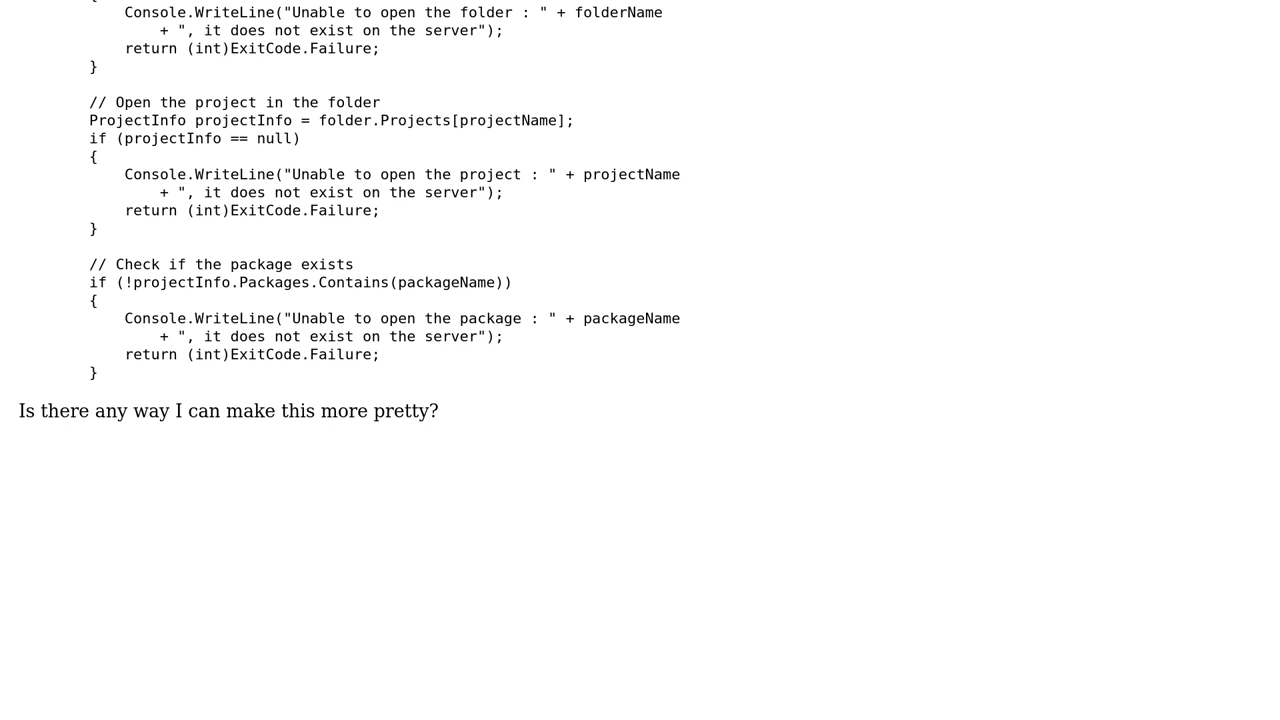 {
Console.WriteLine("Unable to open the folder : " + folderName
+ ", it does not exist on the server");
return (int)ExitCode.Failure;
}
// Open the project in the folder
ProjectInfo projectInfo = folder.Projects[projectName];
if (projectInfo == null)
{
Console.WriteLine("Unable to open the project : " + projectName
+ ", it does not exist on the server");
return (int)ExitCode.Failure;
}
// Check if the package exists
if (!projectInfo.Packages.Contains(packageName))
{
Console.WriteLine("Unable to open the package : " + packageName
+ ", it does not exist on the server");
return (int)ExitCode.Failure;
}
Is there any way I can make this more pretty?